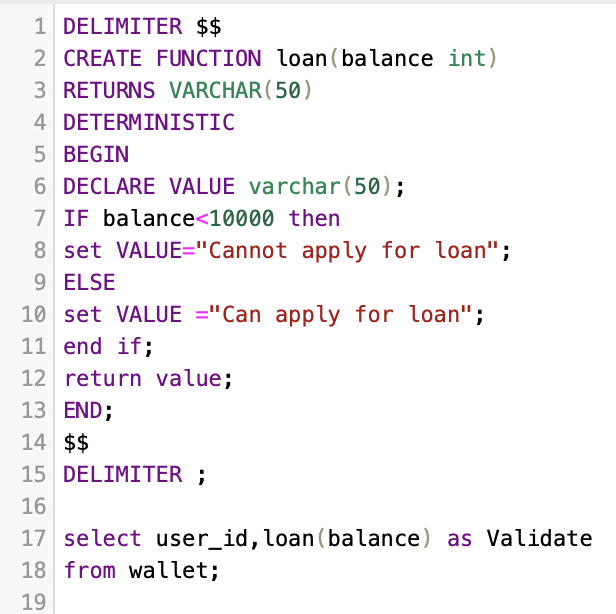 1 DELIMITER $$
2 CREATE FUNCTION loan(balance int)
3 RETURNS VARCHAR(50)
4 DETERMINISTIC
5 BEGIN
6 DECLARE VALUE varchar(50);
7 IF balance<10000 then
8 set VALUE="Cannot apply for loan";
9 ELSE
10 set VALUE ="Can apply for loan";
11 end if;
12 return value;
13 END;
14 $$
15 DELIMITER ;
16
17 select user_id,loan(balance) as Validate
18 from wallet;
19